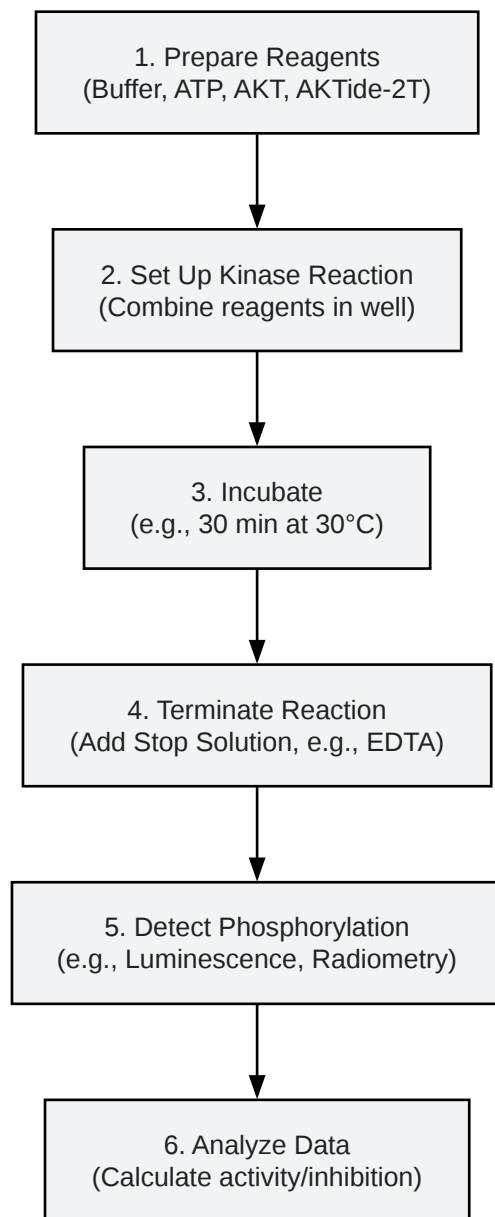 1. Prepare Reagents
(Buffer, ATP, AKT, AKTide-2T)
2. Set Up Kinase Reaction
(Combine reagents in well)
3. Incubate
(e.g., 30 min at 30°C)
4. Terminate Reaction
(Add Stop Solution, e.g., EDTA)
5. Detect Phosphorylation
(e.g., Luminescence, Radiometry)
6. Analyze Data
(Calculate activity/inhibition)